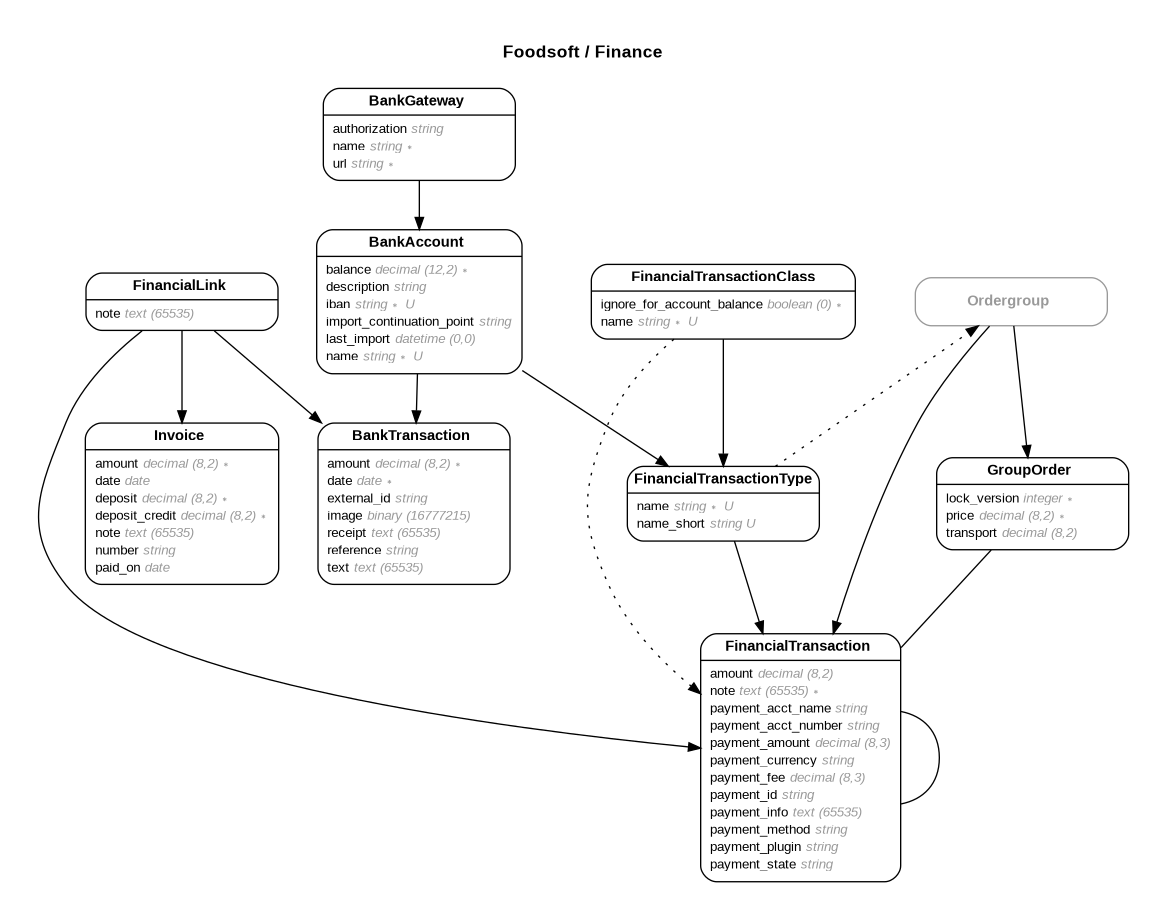 Foodsoft / Finance
BankGateway
authorization string
name string *
url string *
BankAccount
balance decimal (12,2) *
description string
iban string * U
import_continuation_point string
last_import datetime (0,0)
name string * U
FinancialLink
note text (65535)
FinancialTransactionClass
ignore_for_account_balance boolean (0) *
name string * U
Ordergroup
Invoice
amount decimal (8,2) *
date date
deposit decimal (8,2) *
deposit_credit decimal (8,2) *
note text (65535)
number string
paid_on date
BankTransaction
amount decimal (8,2) *
date date *
external_id string
image binary (16777215)
receipt text (65535)
reference string
text text (65535)
FinancialTransactionType
name string * U
name_short string U
GroupOrder
lock_version integer *
price decimal (8,2) *
transport decimal (8,2)
FinancialTransaction
amount decimal (8,2)
note text (65535) *
payment_acct_name string
payment_acct_number string
payment_amount decimal (8,3)
payment_currency string
payment_fee decimal (8,3)
payment_id string
payment_info text (65535)
payment_method string
payment_plugin string
payment_state string